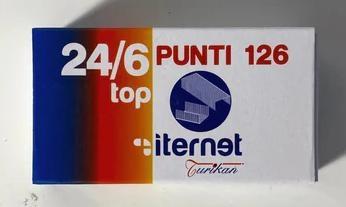 24/6 PUNTI 126
top
iternet
Turikan